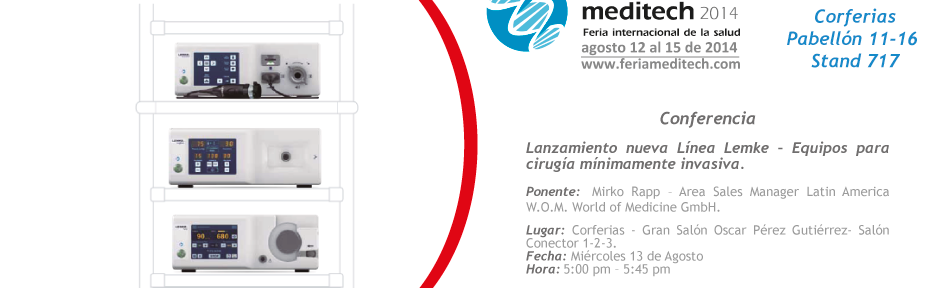 meditech 2014
Feria internacional de la salud
agosto 12 al 15 de 2014
www.feriameditech.com
Corferias
Pabellón 11-16
Stand 717
Conferencia
Lanzamiento nueva Línea Lemke - Equipos para
cirugía mínimamente invasiva.
Ponente: Mirko Rapp – Area Sales Manager Latin America
W.O.M. World of Medicine GmbH.
Lugar: Corferias - Gran Salón Oscar Pérez Gutiérrez- Salón
Conector 1-2-3.
Fecha: Miércoles 13 de Agosto
Hora: 5:00 pm – 5:45 pm